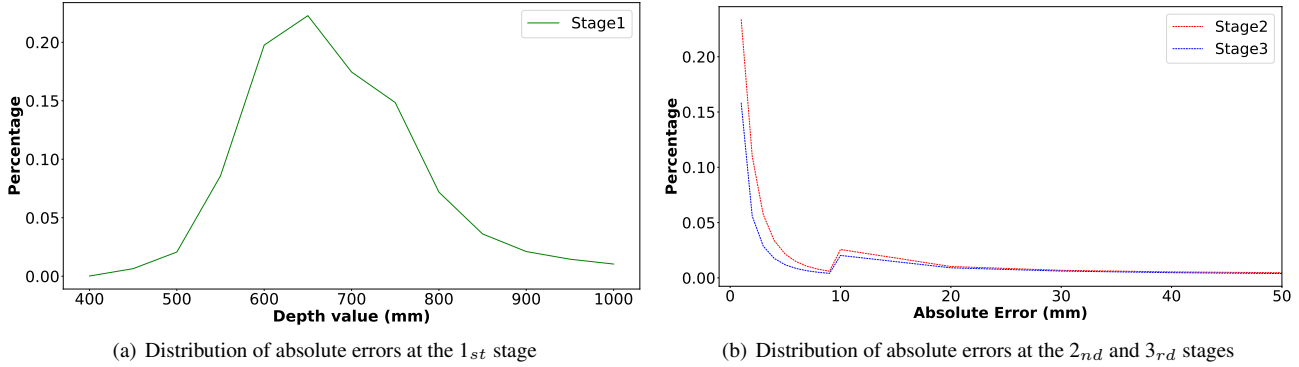 Stage1
0.20
0.15
0.10
0.05
0.00
Percentage
400 500 600 700 800 900 1000
Depth value (mm)
(a) Distribution of absolute errors at the 1st stage
Stage2
Stage3
0.20
0.15
0.10
0.05
0.00
Percentage
0 10 20 30 40 50
Absolute Error (mm)
(b) Distribution of absolute errors at the 2nd and 3rd stages